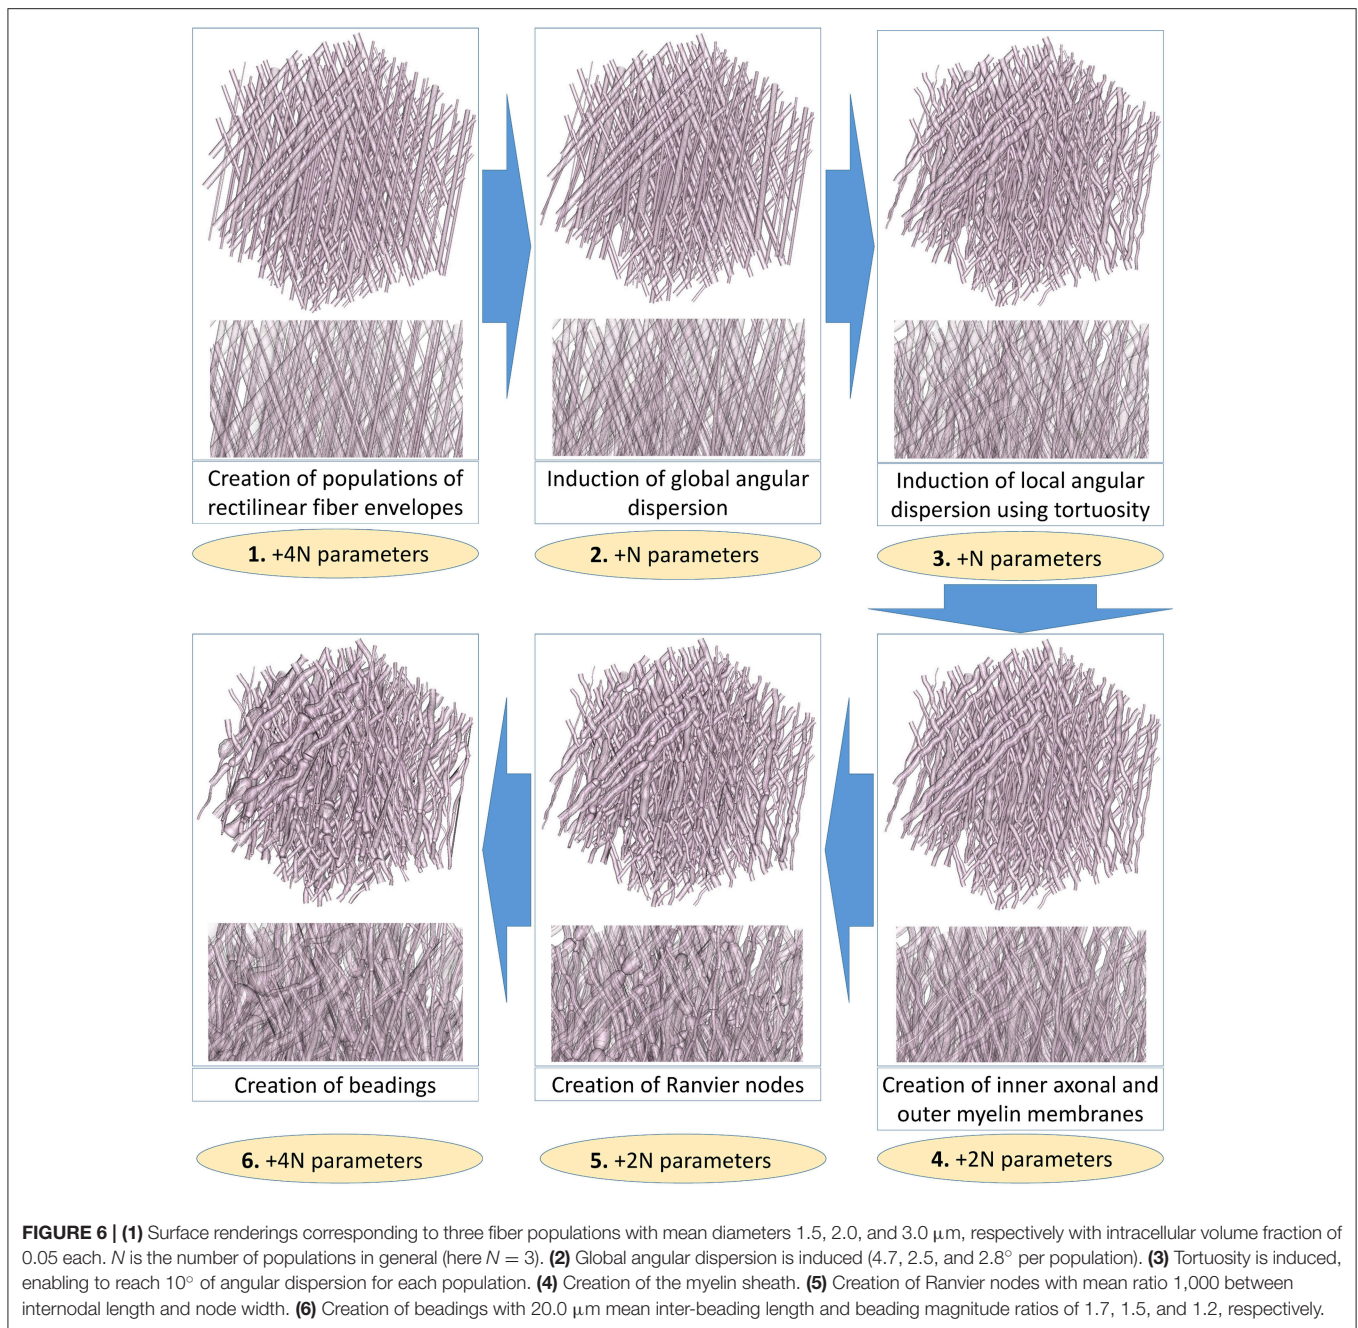 Creation of populations of
rectilinear fiber envelopes
1. +4N parameters
Induction of global angular
dispersion
2. +N parameters
Induction of local angular
dispersion using tortuosity
3. +N parameters
Creation of inner axonal and
outer myelin membranes
4. +2N parameters
Creation of Ranvier nodes
5. +2N parameters
Creation of beadings
6. +4N parameters
FIGURE 6 | (1) Surface renderings corresponding to three fiber populations with mean diameters 1.5, 2.0, and 3.0 μm, respectively with intracellular volume fraction of
0.05 each. N is the number of populations in general (here N = 3). (2) Global angular dispersion is induced (4.7, 2.5, and 2.8° per population). (3) Tortuosity is induced,
enabling to reach 10° of angular dispersion for each population. (4) Creation of the myelin sheath. (5) Creation of Ranvier nodes with mean ratio 1,000 between
internodal length and node width. (6) Creation of beadings with 20.0 μm mean inter-beading length and beading magnitude ratios of 1.7, 1.5, and 1.2, respectively.